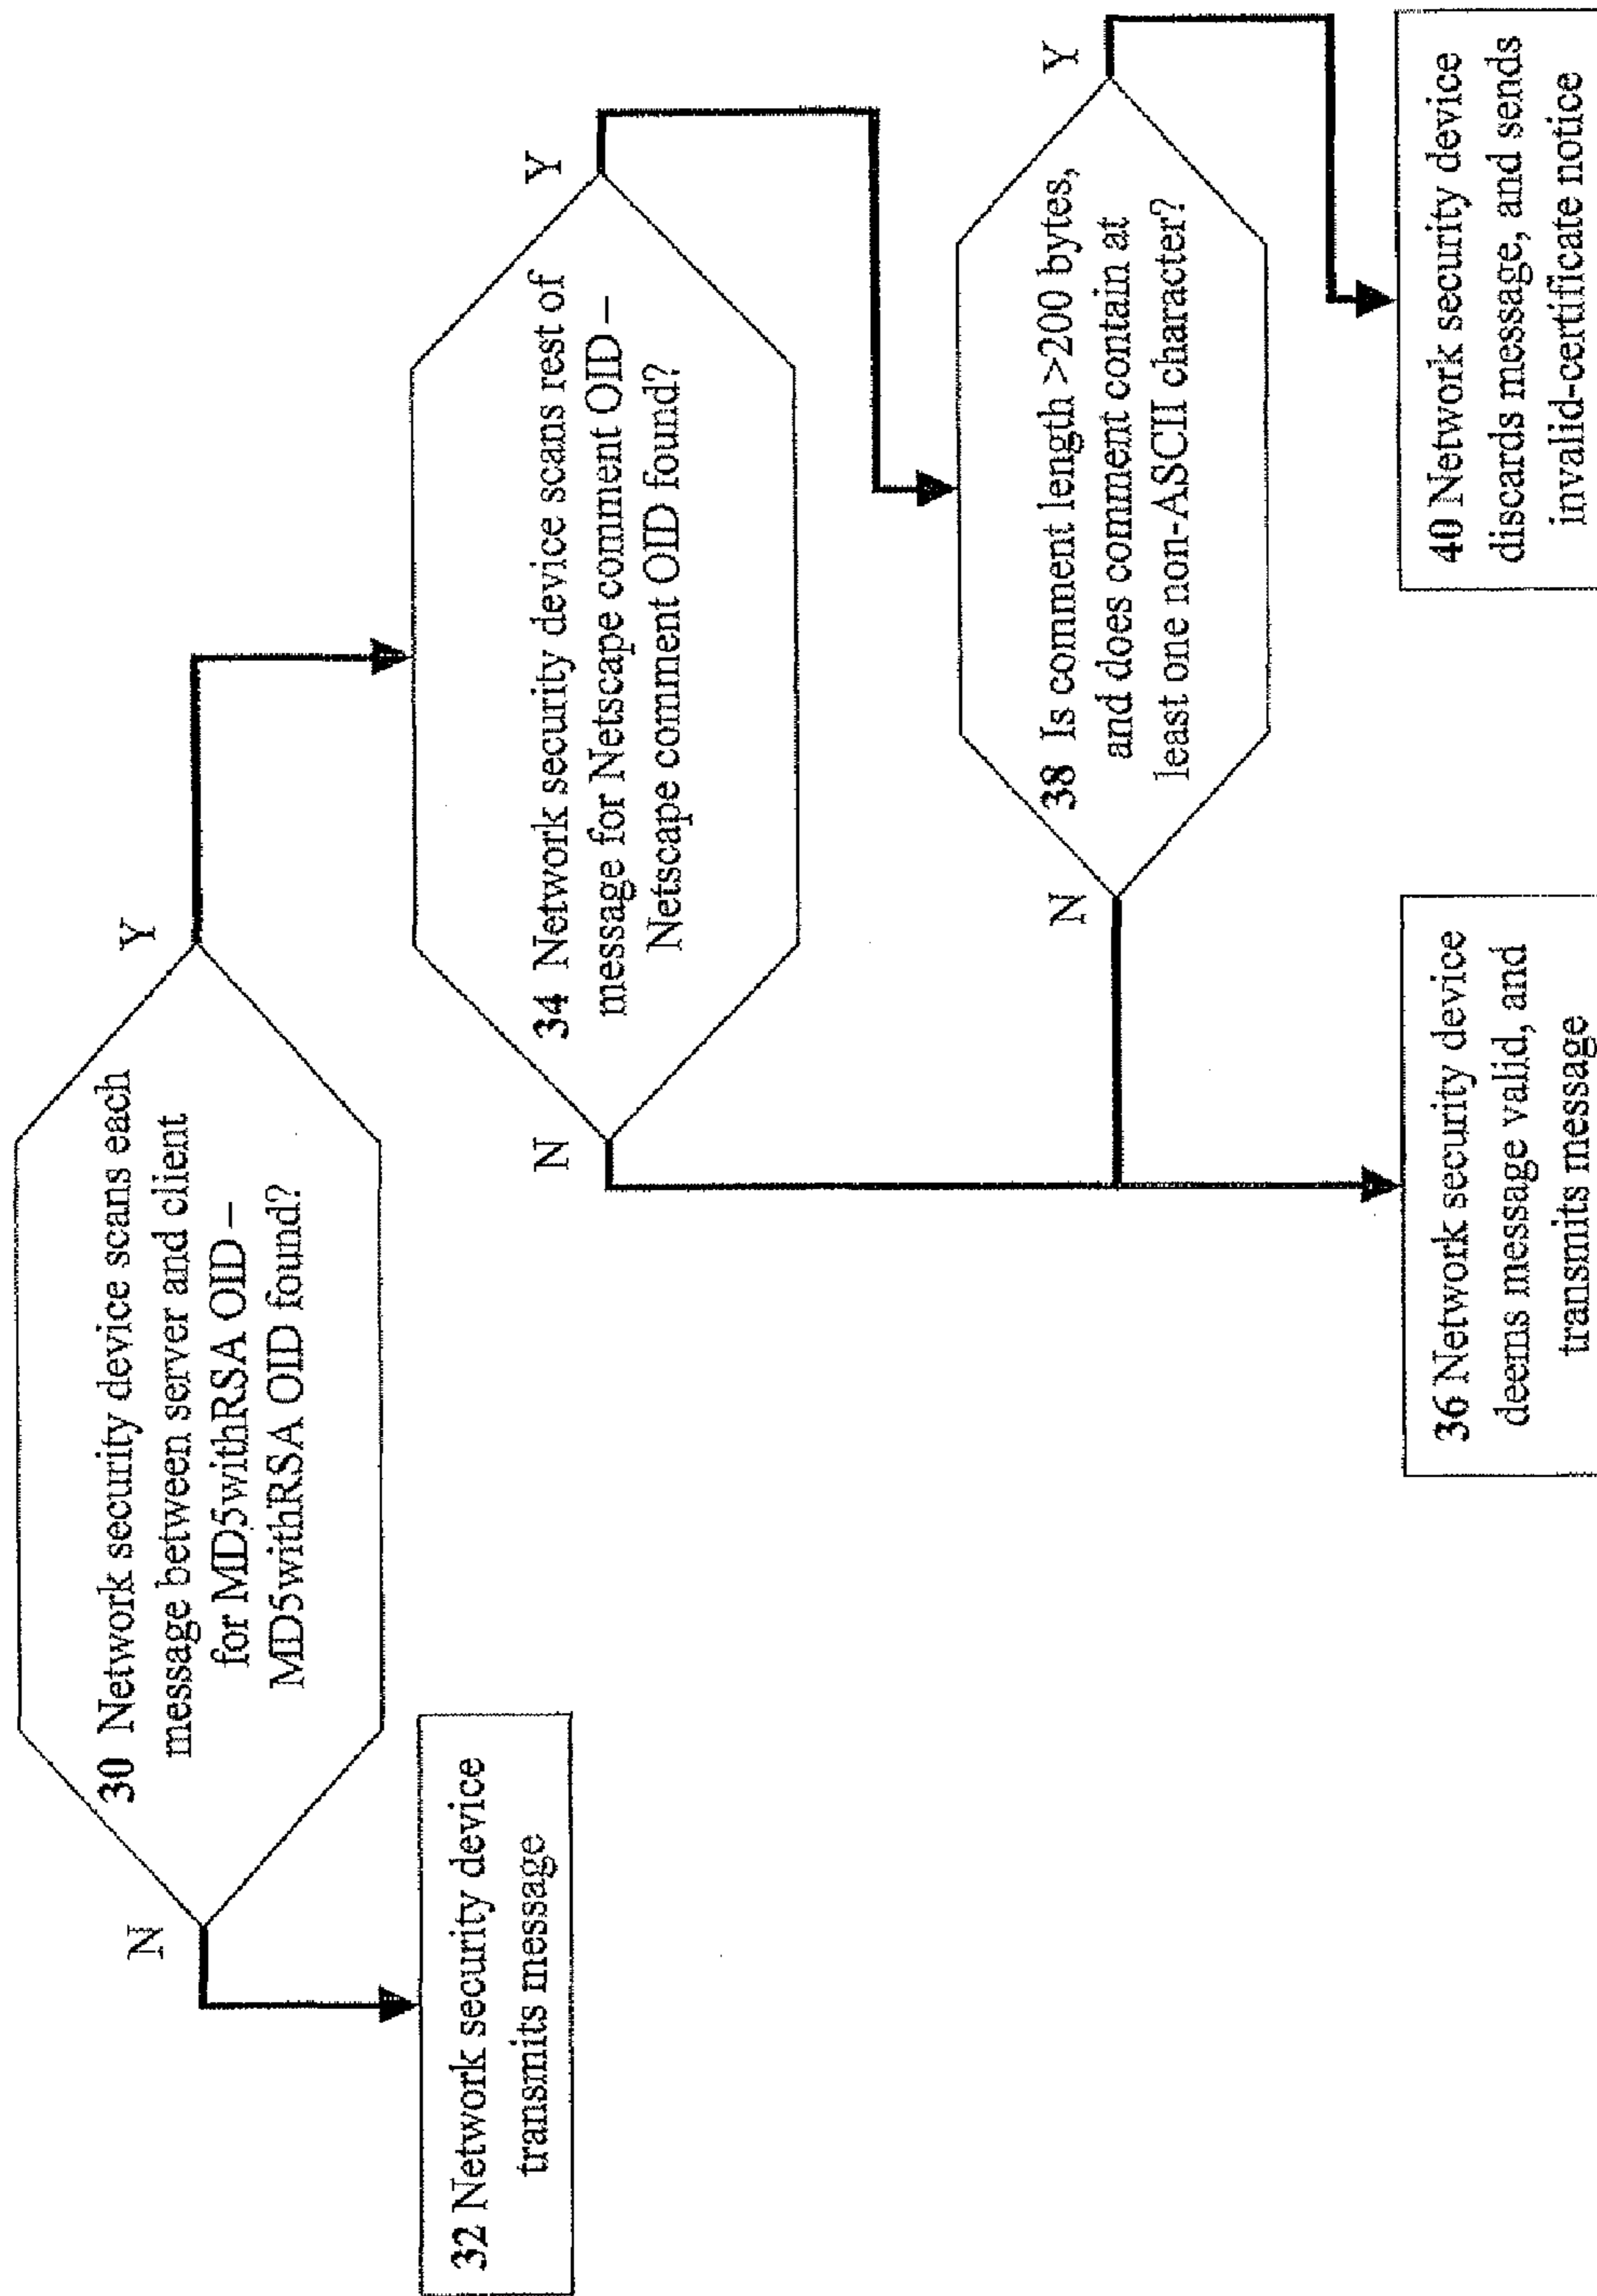 30 Network security device scans each
message between server and client
for MD5withRSA OID –
MD5withRSA OID found?
N
Y
32 Network security device
transmits message
34 Network security device scans rest of
message for Netscape comment OID –
Netscape comment OID found?
N
Y
38 Is comment length >200 bytes,
and does comment contain at
least one non-ASCII character?
N
Y
36 Network security device
deems message valid, and
transmits message
40 Network security device
discards message, and sends
invalid-certificate notice